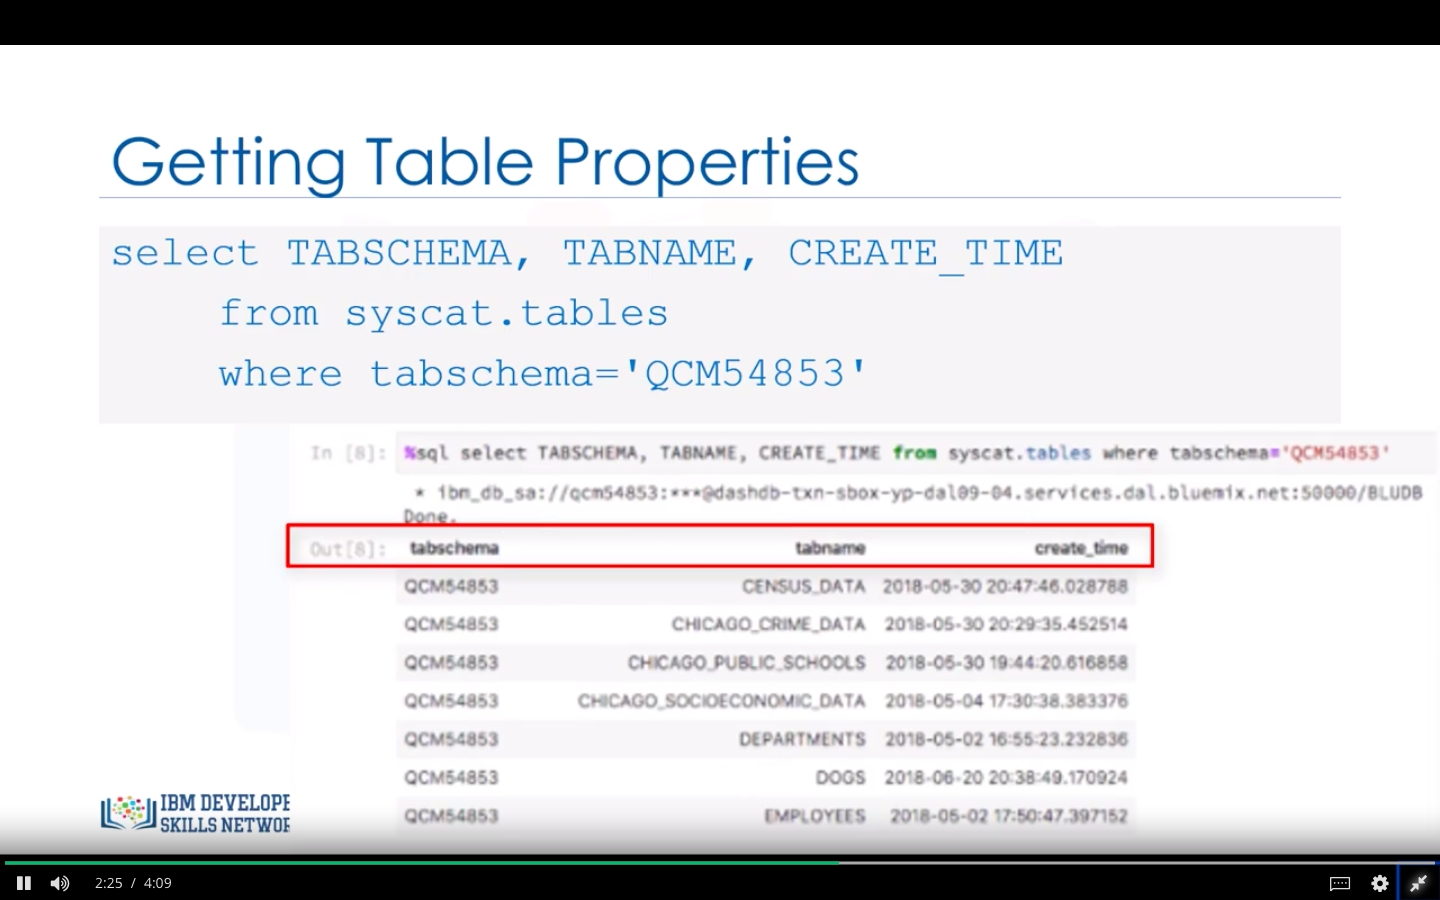 Getting Table Properties
select TABSCHEMA, TABNAME, CREATE_TIME
from syscat.tables
where tabschema='QCM54853'
In [8]: %sql select TABSCHEMA, TABNAME, CREATE_TIME from syscat.tables where tabschema='QCM54853'
* ibm_db_sa://qcm54853:***@dashdb-txn-sbox-yp-dal09-04.services.dal.bluemix.net:50000/BLUDB
Done.
Out[8]: tabschema tabname create_time
QCM54853 CENSUS_DATA 2018-05-30 20:47:46.028788
QCM54853 CHICAGO_CRIME_DATA 2018-05-30 20:29:35.452514
QCM54853 CHICAGO_PUBLIC_SCHOOLS 2018-05-30 19:44:20.616858
QCM54853 CHICAGO_SOCIOECONOMIC_DATA 2018-05-04 17:30:38.383376
QCM54853 DEPARTMENTS 2018-05-02 16:55:23.232836
QCM54853 DOGS 2018-06-20 20:38:49.170924
QCM54853 EMPLOYEES 2018-05-02 17:50:47.397152
IBM DEVELOPE
SKILLS NETWOR
2:25 / 4:09